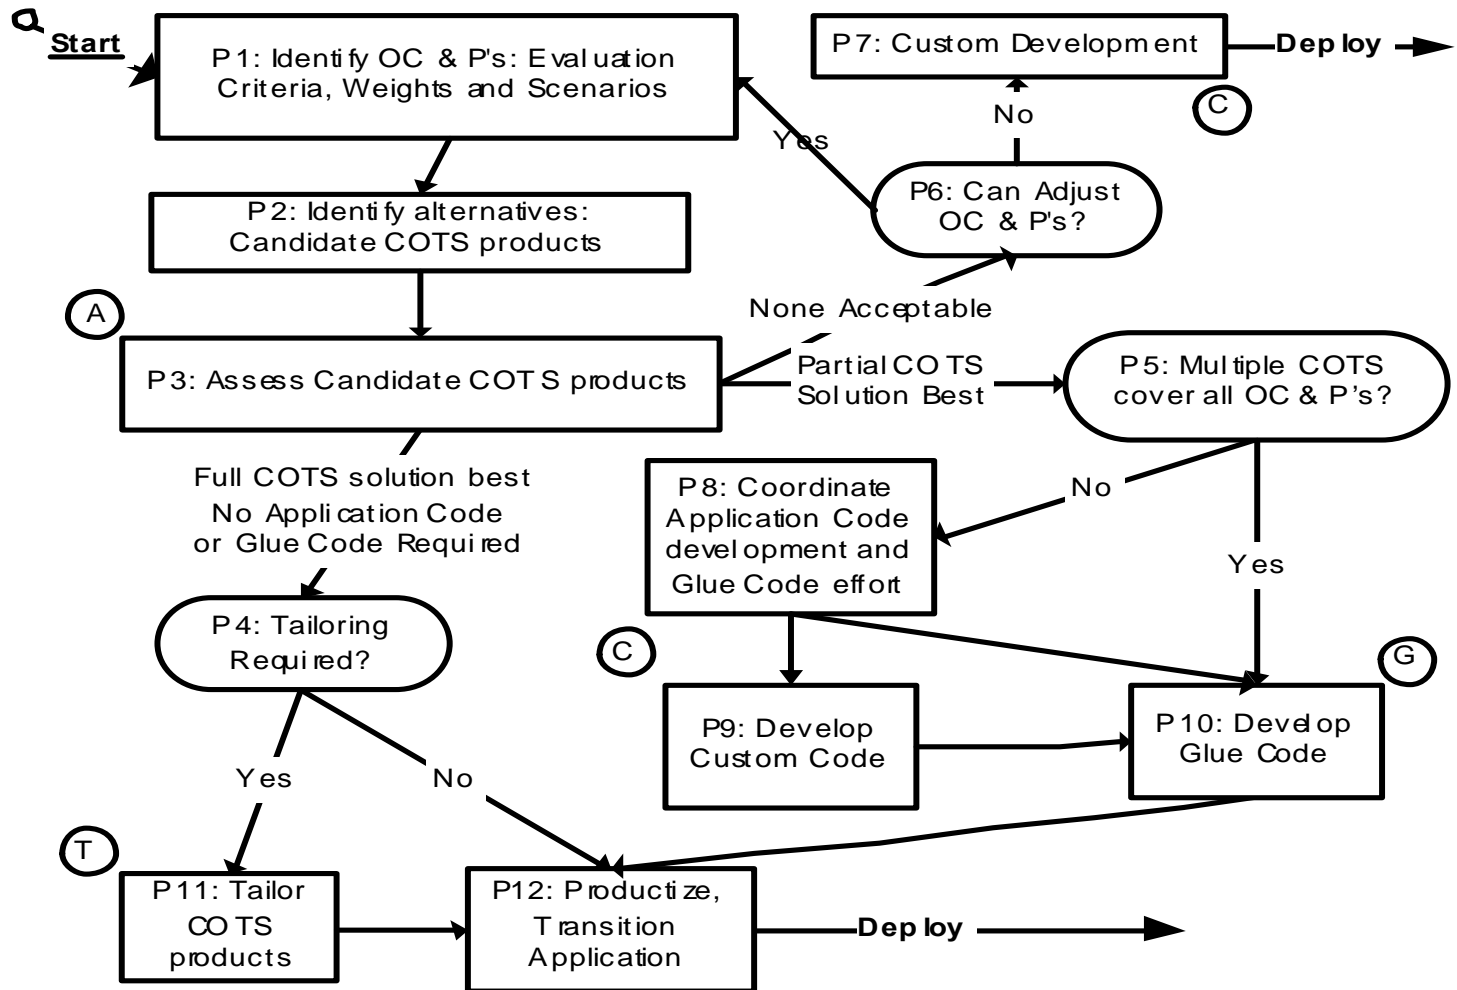 Start
P1: Identify OC & P's: Evaluation
Criteria, Weights and Scenarios
P7: Custom Development
Deploy
C
No
Yes
P2: Identify alternatives:
Candidate COTS products
P6: Can Adjust
OC & P's?
A
None Acceptable
P3: Assess Candidate COTS products
Partial COTS
Solution Best
P5: Multiple COTS
cover all OC & P's?
Full COTS solution best
No Application Code
or Glue Code Required
P8: Coordinate
Application Code
development and
Glue Code effort
No
Yes
P4: Tailoring
Required?
C
G
P9: Develop
Custom Code
P10: Develop
Glue Code
Yes
No
T
P11: Tailor
COTS
products
P12: Productize,
Transition
Application
Deploy